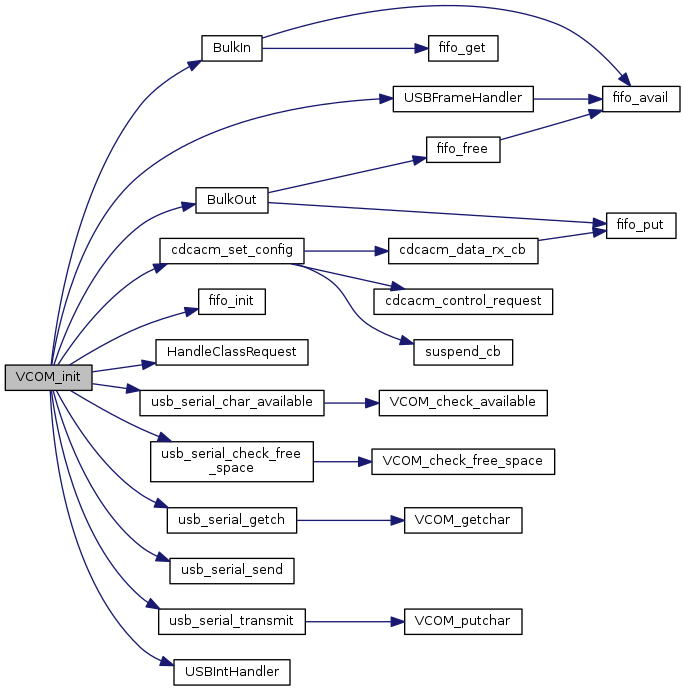 BulkIn
fifo_get
USBFrameHandler
fifo_avail
fifo_free
BulkOut
fifo_put
cdcacm_set_config
cdcacm_data_rx_cb
fifo_init
cdcacm_control_request
HandleClassRequest
suspend_cb
VCOM_init
usb_serial_char_available
VCOM_check_available
usb_serial_check_free
_space
VCOM_check_free_space
usb_serial_getch
VCOM_getchar
usb_serial_send
usb_serial_transmit
VCOM_putchar
USBIntHandler